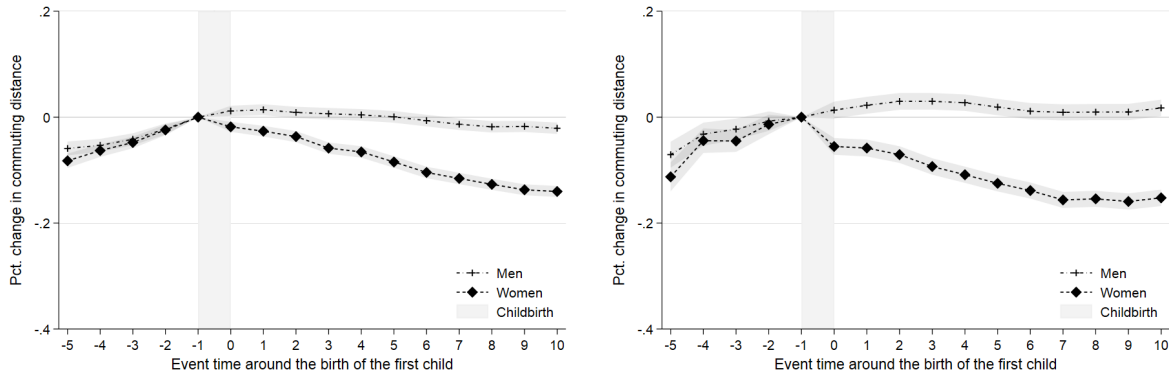 Pct. change in commuting distance
.2
0
-.2
-.4
Men
Women
Childbirth
-5 -4 -3 -2 -1 0 1 2 3 4 5 6 7 8 9 10
Event time around the birth of the first child
Pct. change in commuting distance
.2
0
-.2
-.4
Men
Women
Childbirth
-5 -4 -3 -2 -1 0 1 2 3 4 5 6 7 8 9 10
Event time around the birth of the first child